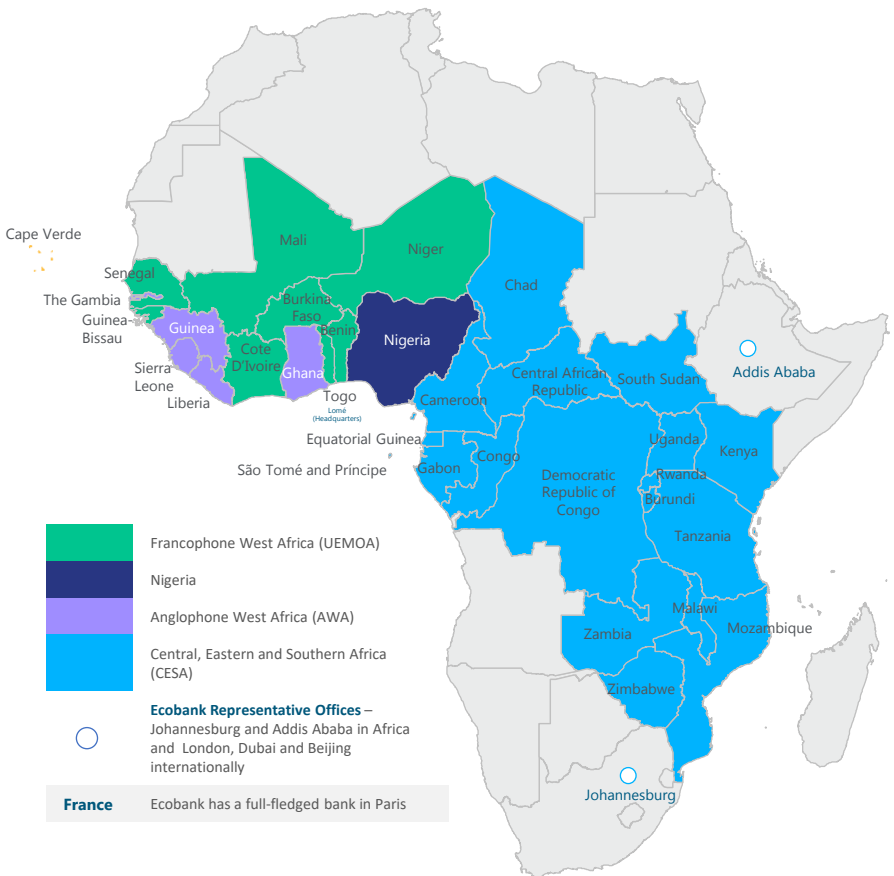 Cape Verde
Mali
Niger
Senegal
Chad
The Gambia
Burkina
Faso
Guinea-
Bissau
Guinea
Benin
Nigeria
Cote
D'Ivoire
Ghana
Sierra
Leone
Liberia
Togo
Lomé
(Headquarters)
Central African
Republic
South Sudan
Addis Ababa
Cameroon
Equatorial Guinea
Uganda
Kenya
São Tomé and Príncipe
Gabon
Congo
Democratic
Republic of
Congo
Rwanda
Burundi
Tanzania
Malawi
Mozambique
Zambia
Zimbabwe
Johannesburg
Francophone West Africa (UEMOA)
Nigeria
Anglophone West Africa (AWA)
Central, Eastern and Southern Africa
(CESA)
Ecobank Representative Offices –
Johannesburg and Addis Ababa in Africa
and London, Dubai and Beijing
internationally
France Ecobank has a full-fledged bank in Paris